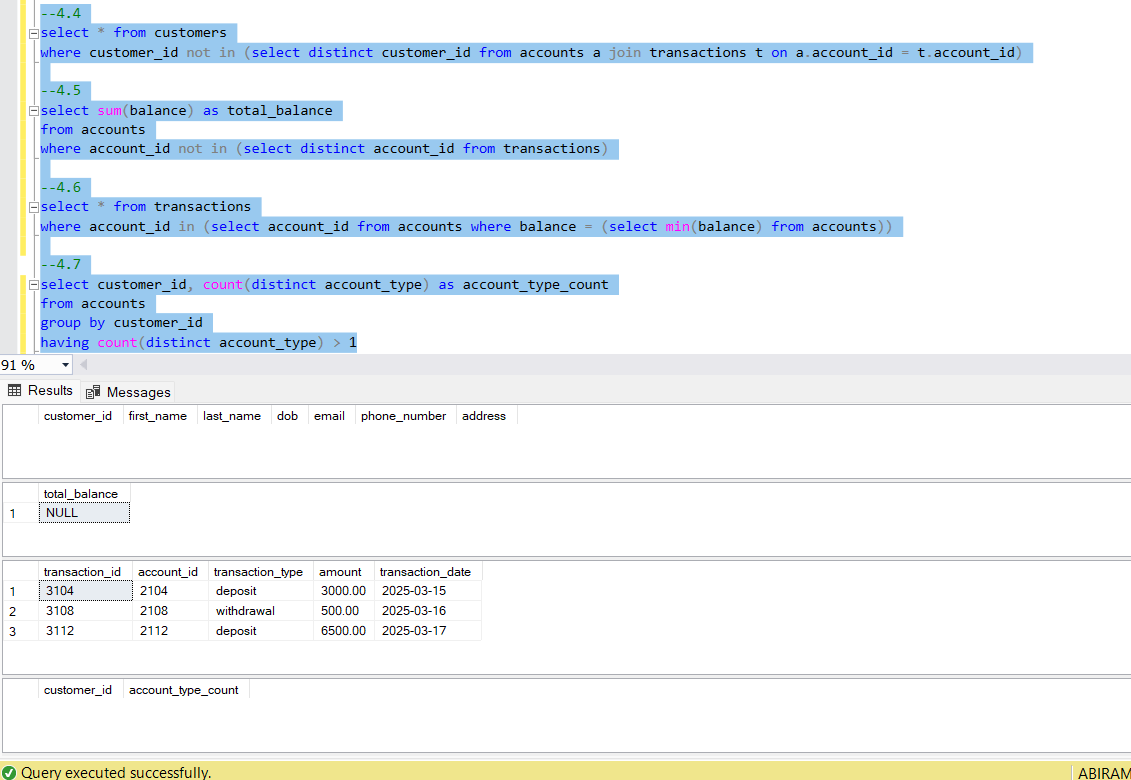 --4.4
select * from customers
where customer_id not in (select distinct customer_id from accounts a join transactions t on a.account_id = t.account_id)
--4.5
select sum(balance) as total_balance
from accounts
where account_id not in (select distinct account_id from transactions)
--4.6
select * from transactions
where account_id in (select account_id from accounts where balance = (select min(balance) from accounts))
--4.7
select customer_id, count(distinct account_type) as account_type_count
from accounts
group by customer_id
having count(distinct account_type) > 1
91 %
Results Messages
customer_id first_name last_name dob email phone_number address
total_balance
1 NULL
transaction_id account_id transaction_type amount transaction_date
1 3104 2104 deposit 3000.00 2025-03-15
2 3108 2108 withdrawal 500.00 2025-03-16
3 3112 2112 deposit 6500.00 2025-03-17
customer_id account_type_count
Query executed successfully. ABIRAM